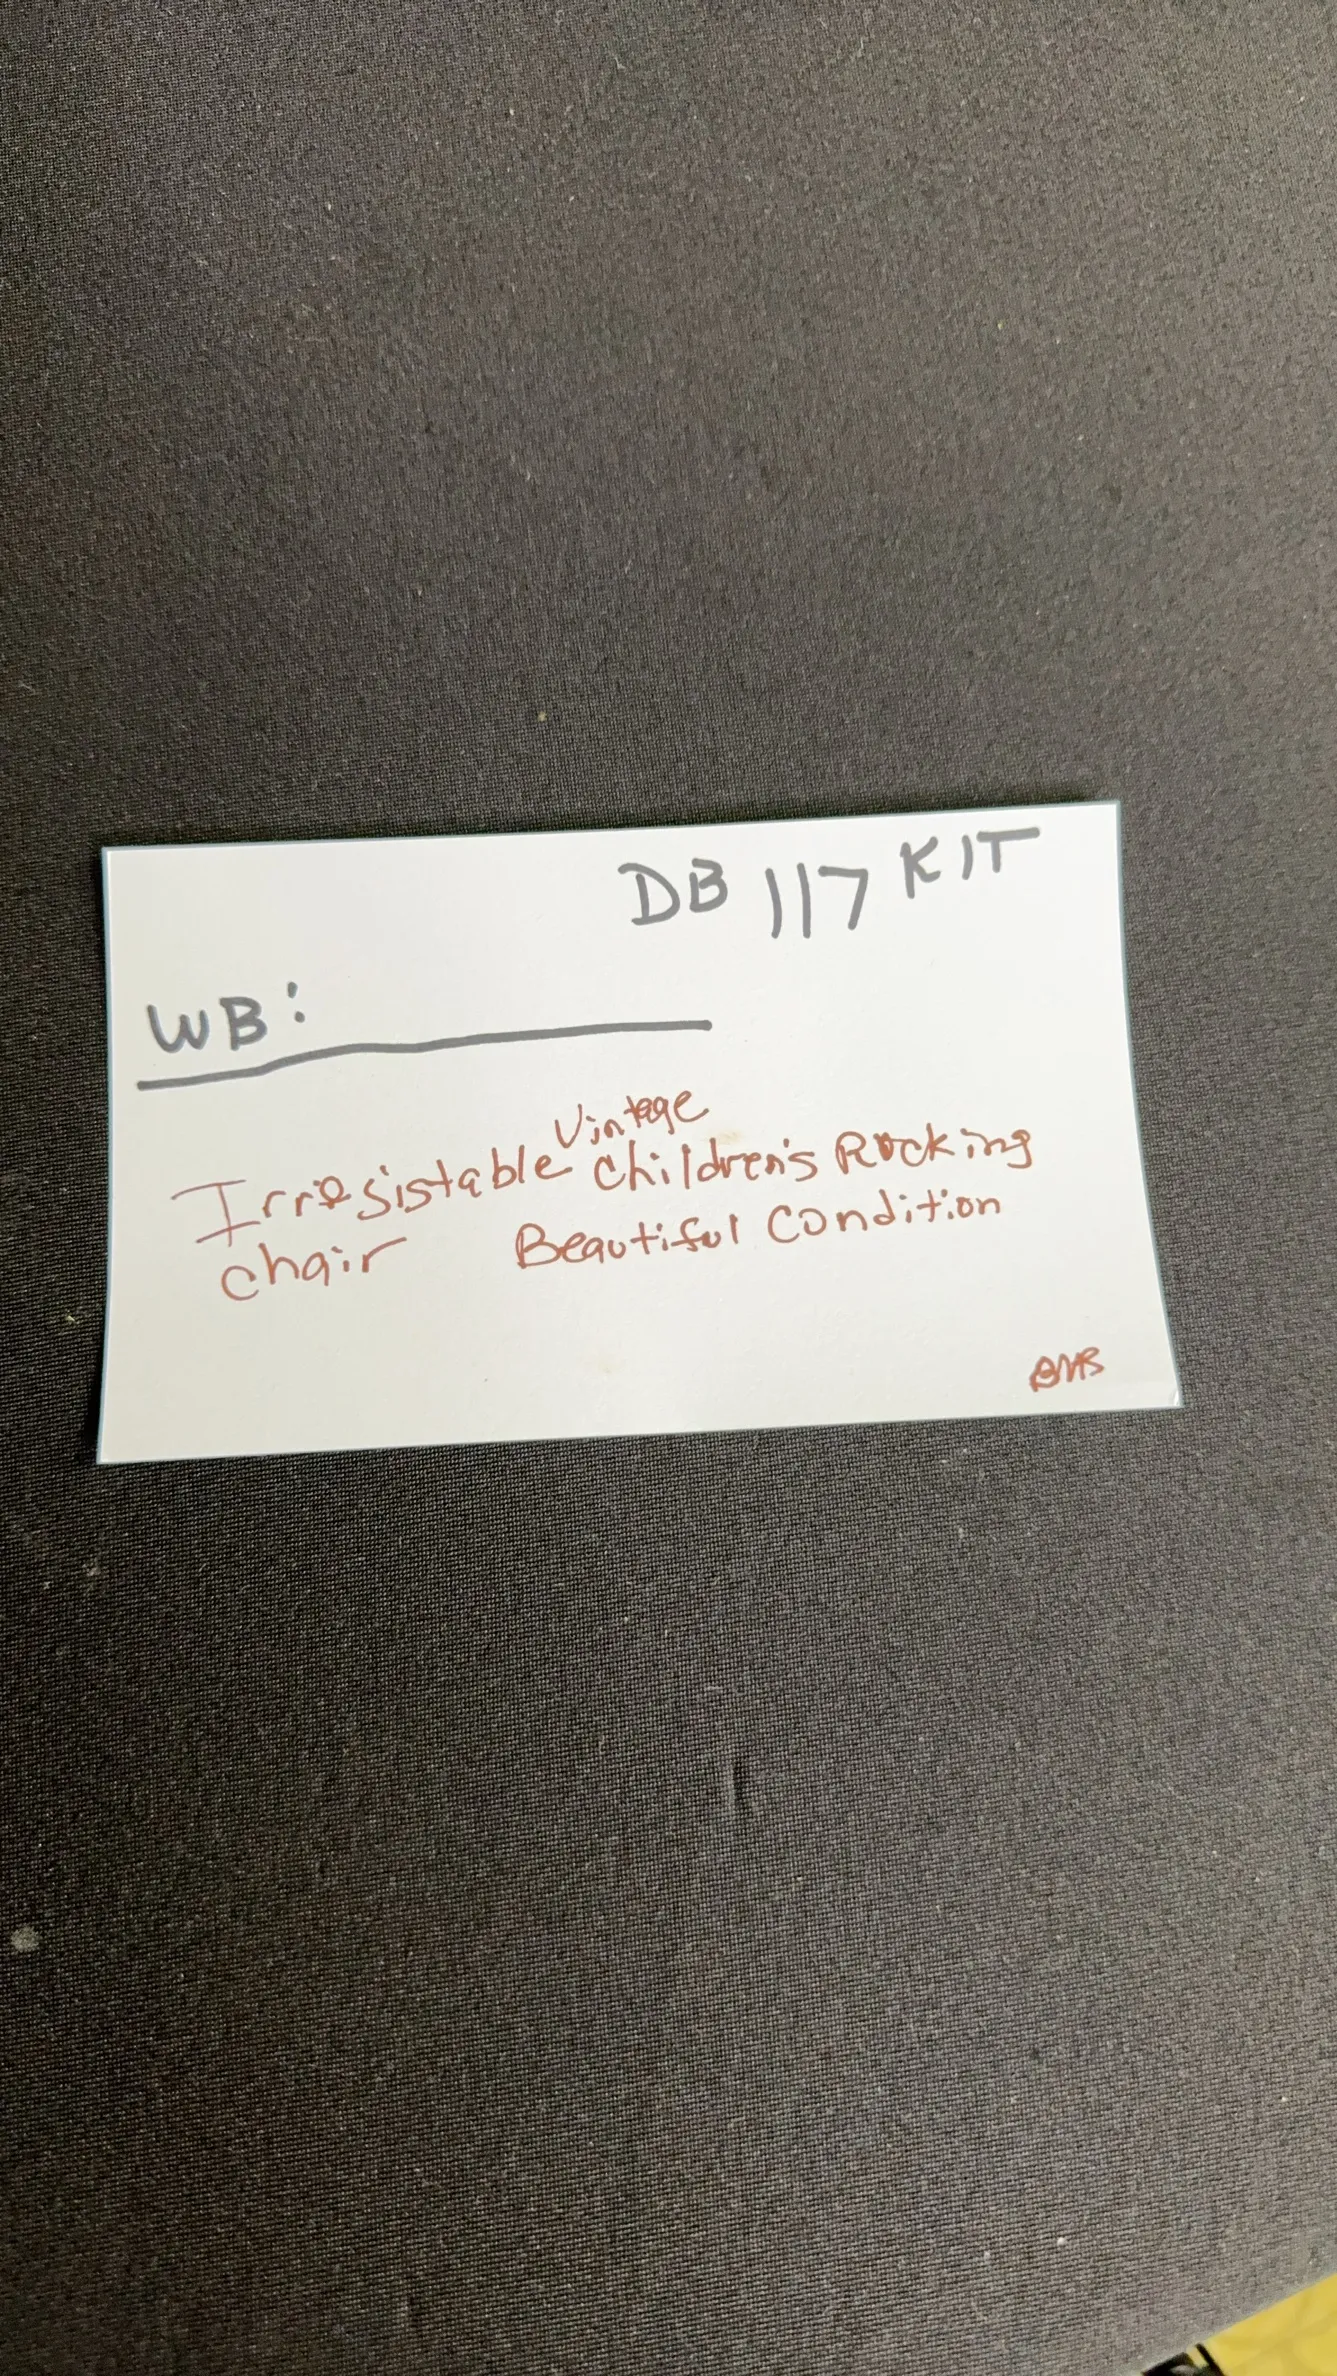 DB 117 KIT
WB:
Vintage
Irresistable children's Rocking
chair Beautiful Condition